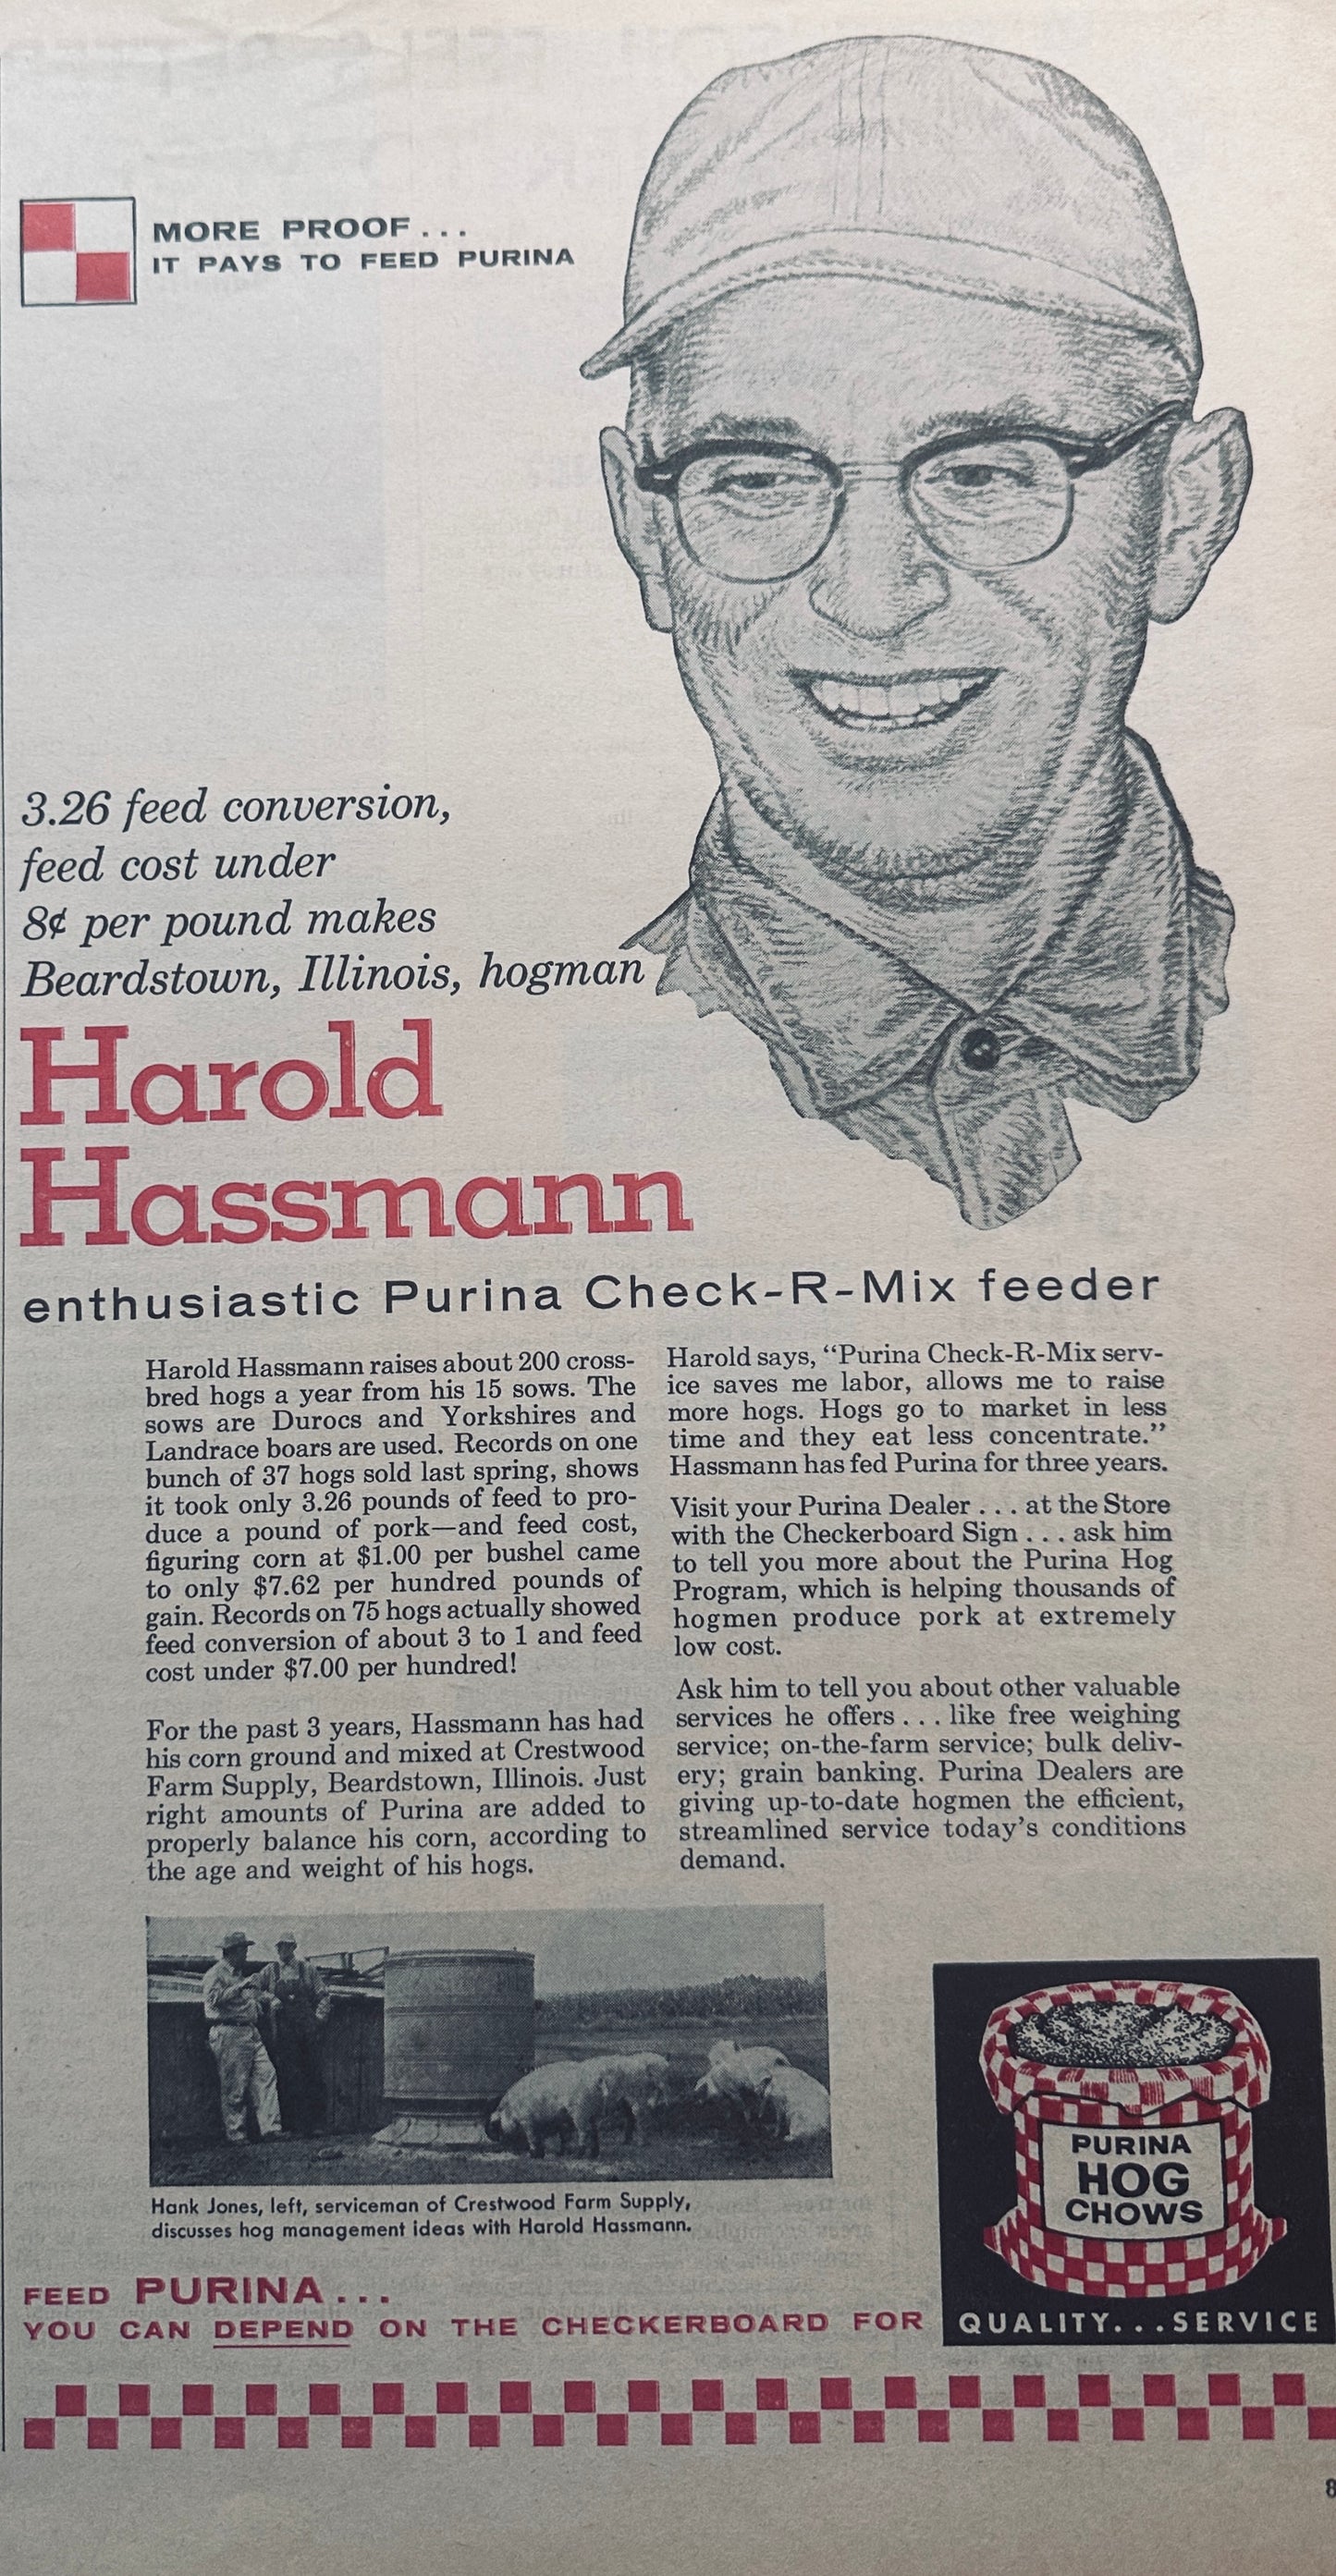 MORE PROOF...
IT PAYS TO FEED PURINA
3.26 feed conversion,
feed cost under
8¢ per pound makes
Beardstown, Illinois, hogman
Harold
Hassmann
enthusiastic Purina Check-R-Mix feeder
Harold Hassmann raises about 200 cross-
bred hogs a year from his 15 sows. The
sows are Durocs and Yorkshires and
Landrace boars are used. Records on one
bunch of 37 hogs sold last spring, shows
it took only 3.26 pounds of feed to pro-
duce a pound of pork—and feed cost,
figuring corn at $1.00 per bushel came
to only $7.62 per hundred pounds of
gain. Records on 75 hogs actually showed
feed conversion of about 3 to 1 and feed
cost under $7.00 per hundred!
For the past 3 years, Hassmann has had
his corn ground and mixed at Crestwood
Farm Supply, Beardstown, Illinois. Just
right amounts of Purina are added to
properly balance his corn, according to
the age and weight of his hogs.
Harold says, “Purina Check-R-Mix serv-
ice saves me labor, allows me to raise
more hogs. Hogs go to market in less
time and they eat less concentrate.”
Hassmann has fed Purina for three years.
Visit your Purina Dealer . . . at the Store
with the Checkerboard Sign . . . ask him
to tell you more about the Purina Hog
Program, which is helping thousands of
hogmen produce pork at extremely
low cost.
Ask him to tell you about other valuable
services he offers . . . like free weighing
service; on-the-farm service; bulk deliv-
ery; grain banking. Purina Dealers are
giving up-to-date hogmen the efficient,
streamlined service today’s conditions
demand.
Hank Jones, left, serviceman of Crestwood Farm Supply,
discusses hog management ideas with Harold Hassmann.
PURINA
HOG
CHOWS
FEED PURINA...
YOU CAN DEPEND ON THE CHECKERBOARD FOR QUALITY...SERVICE
8